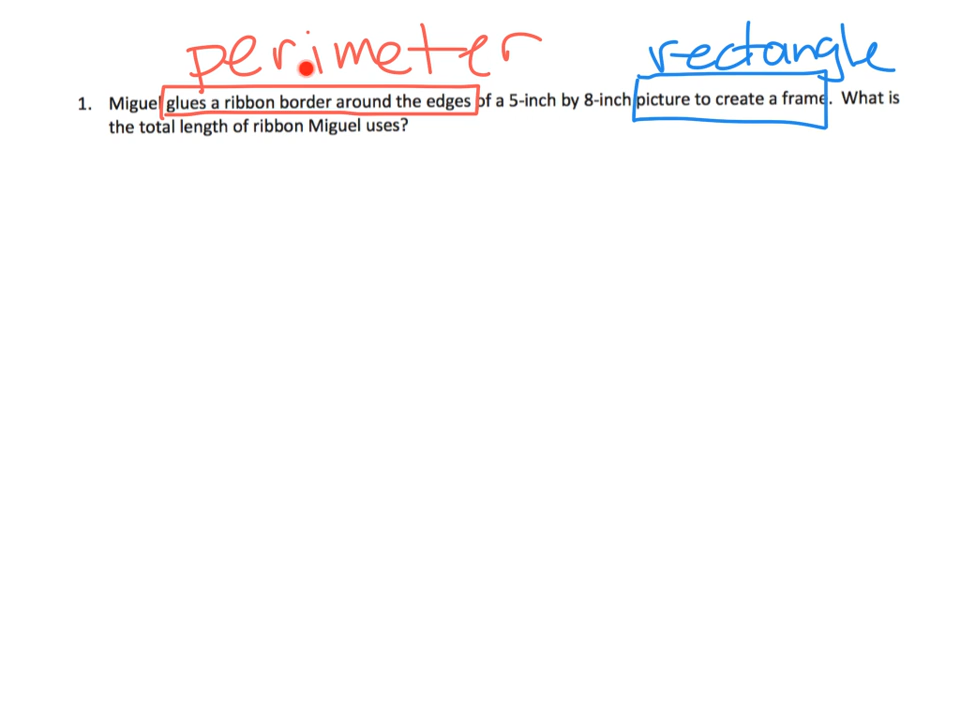 perimeter rectangle
1. Miguel glues a ribbon border around the edges of a 5-inch by 8-inch picture to create a frame. What is
the total length of ribbon Miguel uses?